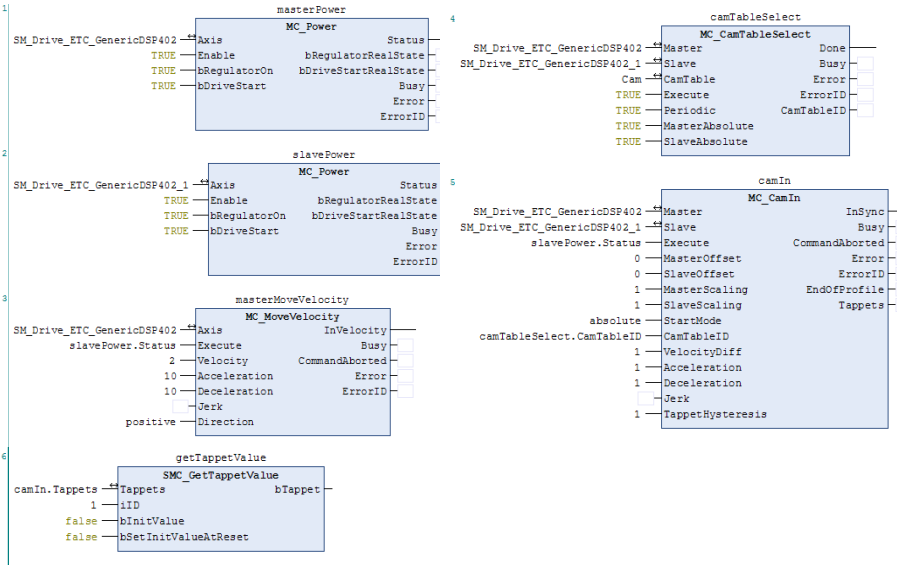 1
masterPower
MC_Power
SM_Drive_ETC_GenericDSP402 Axis Status
TRUE Enable bRegulatorRealState
TRUE bRegulatorOn bDriveStartRealState
TRUE bDriveStart Busy
Error
ErrorID
2
slavePower
MC_Power
SM_Drive_ETC_GenericDSP402_1 Axis Status
TRUE Enable bRegulatorRealState
TRUE bRegulatorOn bDriveStartRealState
TRUE bDriveStart Busy
Error
ErrorID
3
masterMoveVelocity
MC_MoveVelocity
SM_Drive_ETC_GenericDSP402 Axis InVelocity
slavePower.Status Execute Busy
2 Velocity CommandAborted
10 Acceleration Error
10 Deceleration ErrorID
Jerk
positive Direction
4
camTableSelect
MC_CamTableSelect
SM_Drive_ETC_GenericDSP402 Master Done
SM_Drive_ETC_GenericDSP402_1 Slave Busy
Cam CamTable Error
TRUE Execute ErrorID
TRUE Periodic CamTableID
TRUE MasterAbsolute
TRUE SlaveAbsolute
5
camIn
MC_CamIn
SM_Drive_ETC_GenericDSP402 Master InSync
SM_Drive_ETC_GenericDSP402_1 Slave Busy
slavePower.Status Execute CommandAborted
0 MasterOffset Error
0 SlaveOffset ErrorID
1 MasterScaling EndOfProfile
1 SlaveScaling Tappets
absolute StartMode
camTableSelect.CamTableID CamTableID
1 VelocityDiff
1 Acceleration
1 Deceleration
Jerk
1 TappetHysteresis
6
getTappetValue
SMC_GetTappetValue
camIn.Tappets Tappets bTappet
1 iID
false bInitValue
false bSetInitValueAtReset